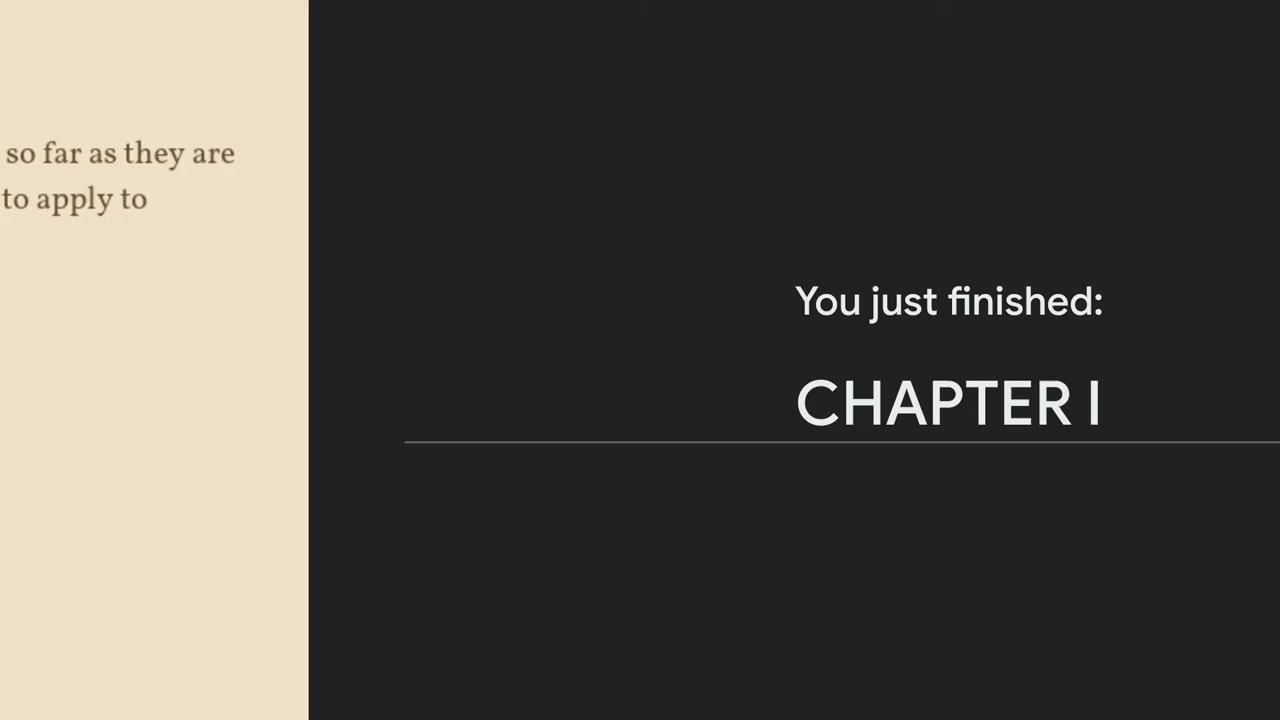 so far as they are
to apply to
You just finished:
CHAPTER I